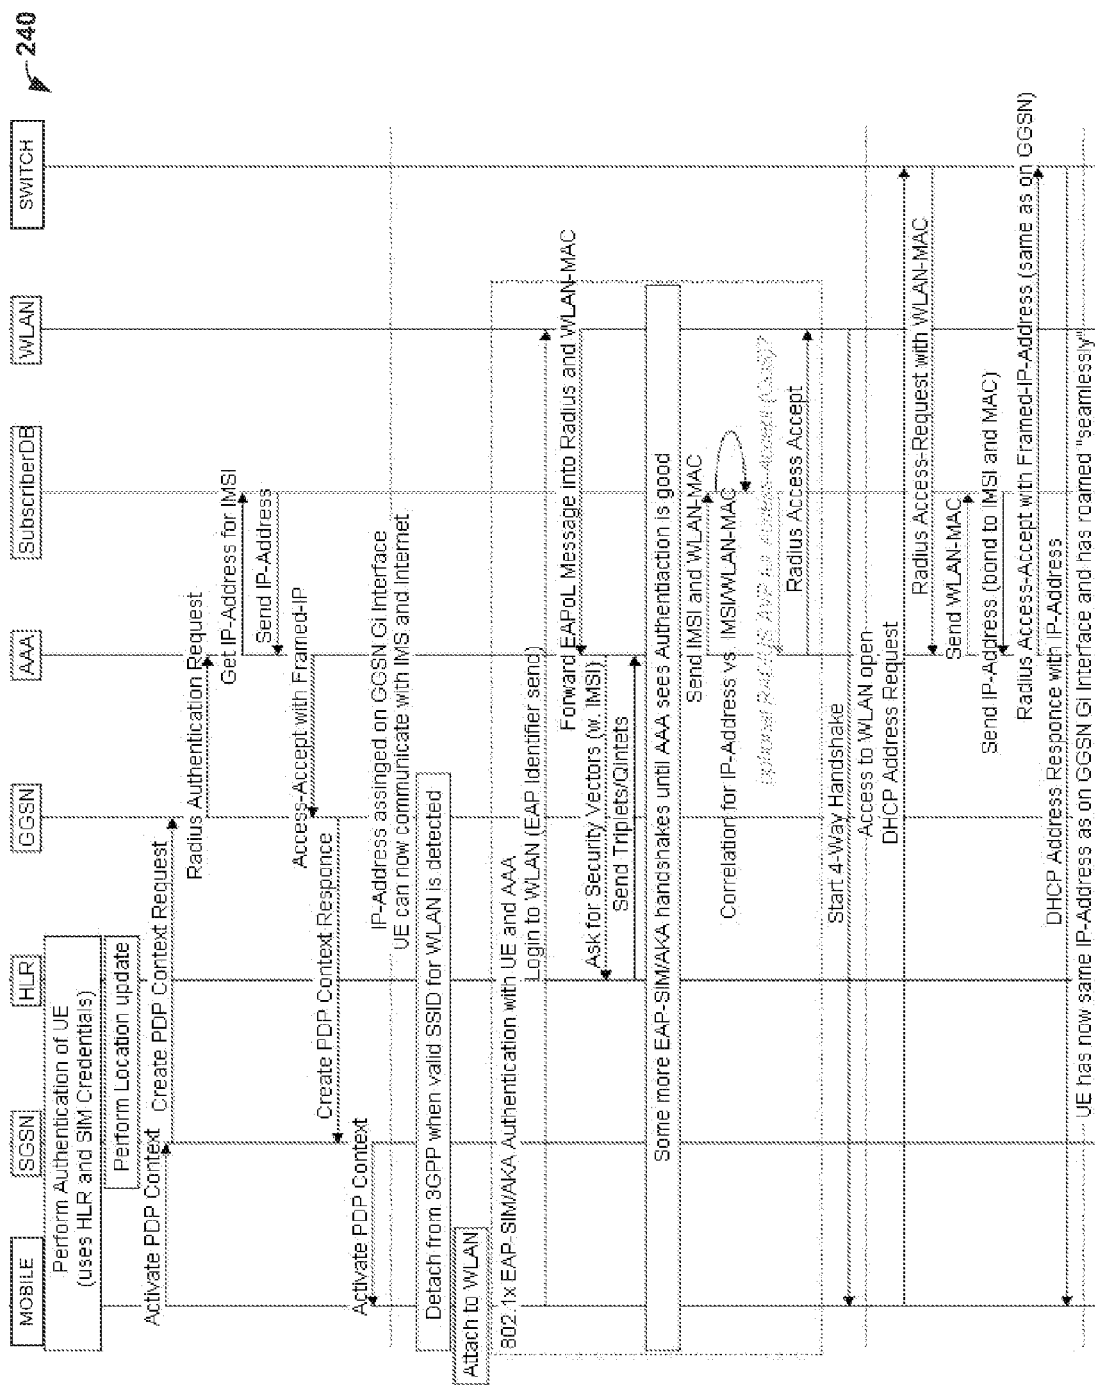 240
MOBILE
SGSN
HLR
GGSN
AAA
SubscriberDB
WLAN
SWITCH
Perform Authentication of UE
(uses HLR and SIM Credentials)
Perform Location update
Activate PDP Context
Create PDP Context Request
Radius Authentication Request
Get IP-Address for IMSI
Send IP-Address
Access-Accept with Framed-IP
Create PDP Context Responce
Activate PDP Context
IP-Address assinged on GGSN Gi Interface
UE can now communicate with IMS and Internet
Detach from 3GPP when valid SSID for WLAN is detected
Attach to WLAN
802.1x EAP-SIM/AKA Authentication with UE and AAA
Login to WLAN (EAP Identifier send)
Forward EAPoL Message into Radius and WLAN-MAC
Ask for Security Vectors (w. IMSI)
Send Triplets/Qintets
Some more EAP-SIM/AKA handshakes until AAA sees Authentiaction is good
Send IMSI and WLAN-MAC
Correlation for IP-Address vs. IMSI/WLAN-MAC
optional RADIUS AVP
Radius Access Accept
Start 4-Way Handshake
Access to WLAN open
DHCP Address Request
Radius Access-Request with WLAN-MAC
Send WLAN-MAC
Send IP-Address (bond to IMSI and MAC)
Radius Access-Accept with Framed-IP-Address (same as on GGSN)
DHCP Address Responce with IP-Address
UE has now same IP-Address as on GGSN Gi Interface and has roamed "seamlessly"